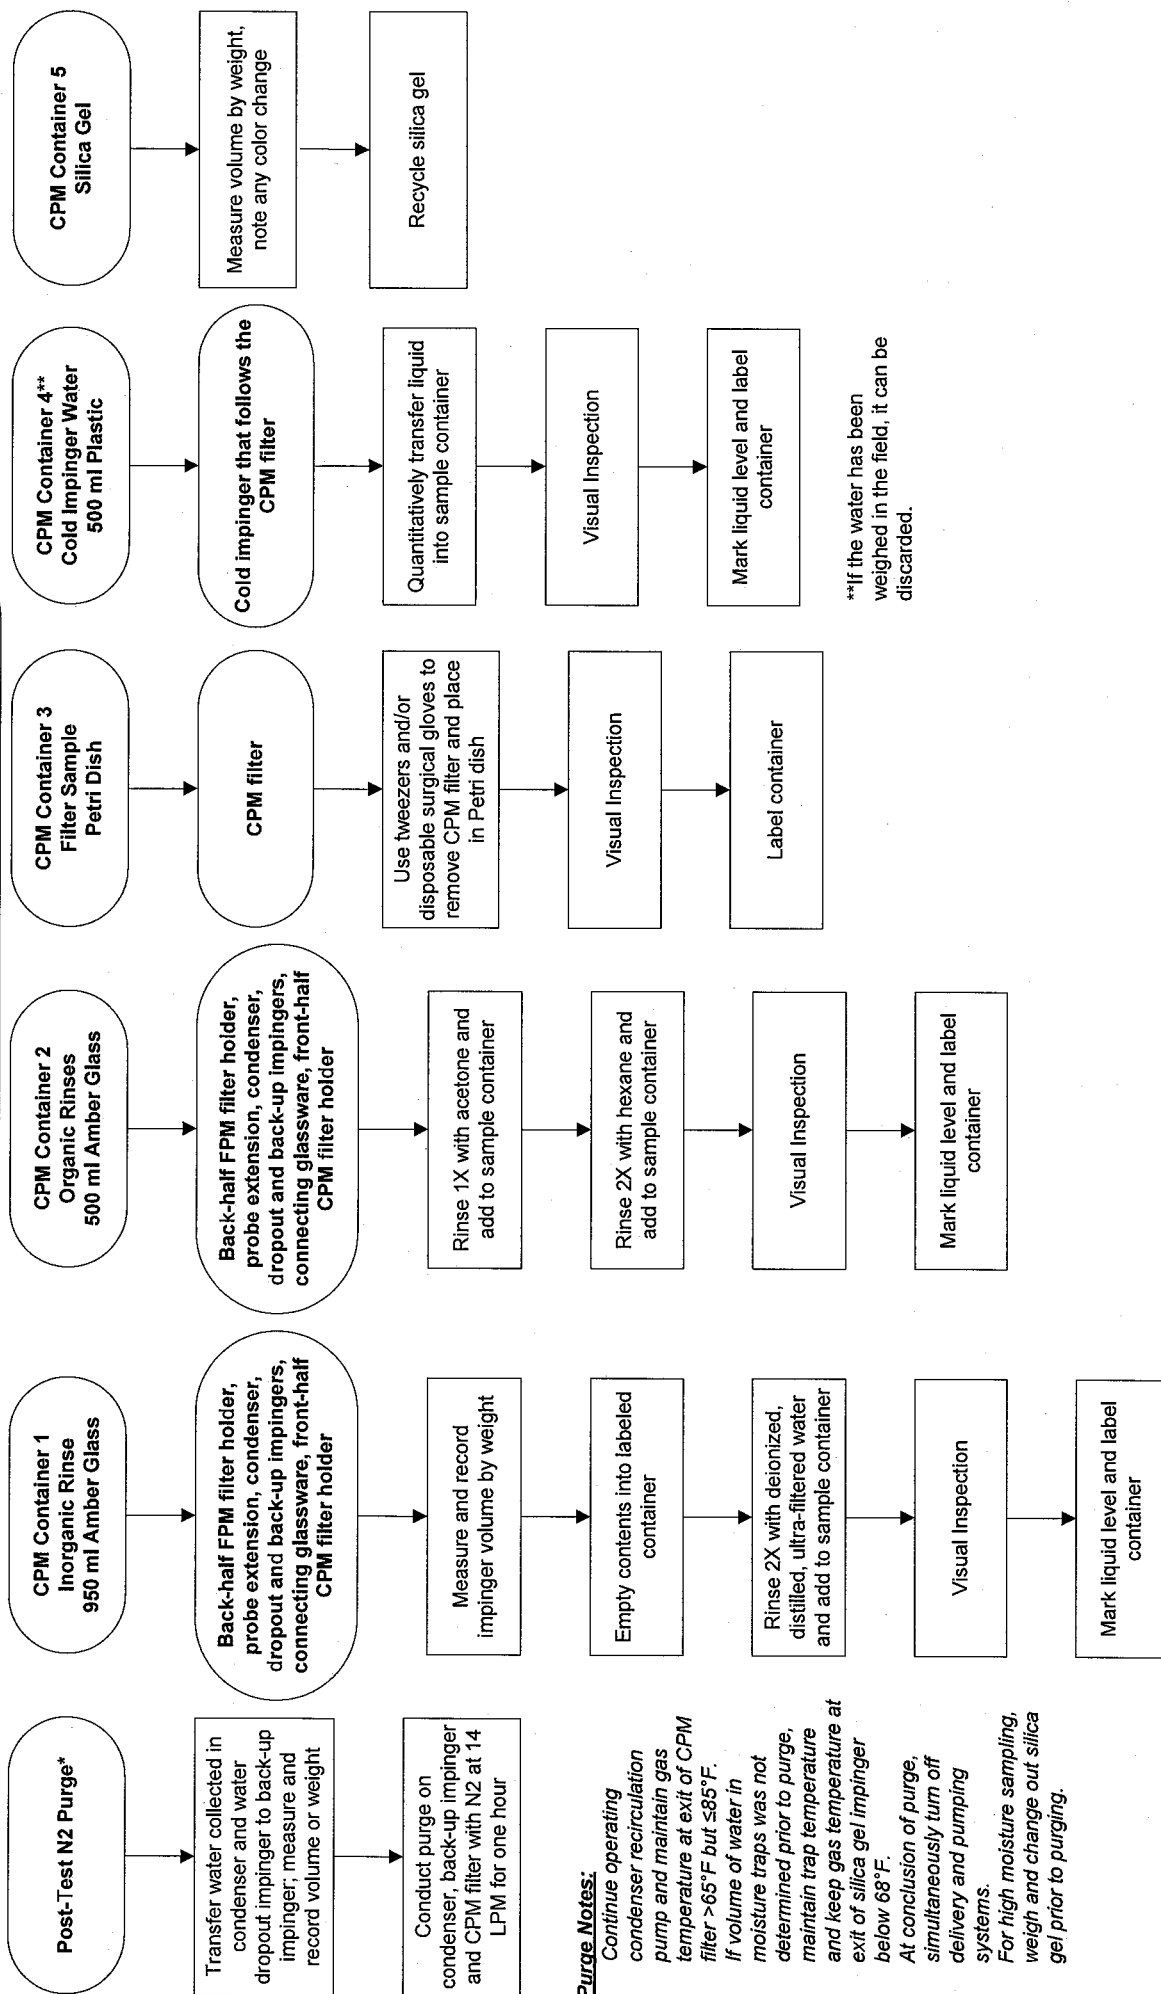 Post-Test N2 Purge*
Transfer water collected in
condenser and water
dropout impinger to back-up
impinger; measure and
record volume or weight
Conduct purge on
condenser, back-up impinger
and CPM filter with N2 at 14
LPM for one hour
Purge Notes:
Continue operating
condenser recirculation
pump and maintain gas
temperature at exit of CPM
filter >65°F but ≤85°F.
If volume of water in
moisture traps was not
determined prior to purge,
maintain trap temperature
and keep gas temperature at
exit of silica gel impinger
below 68°F.
At conclusion of purge,
simultaneously turn off
delivery and pumping
systems.
For high moisture sampling,
weigh and change out silica
gel prior to purging.
CPM Container 1
Inorganic Rinse
950 ml Amber Glass
Back-half FPM filter holder,
probe extension, condenser,
dropout and back-up impingers,
connecting glassware, front-half
CPM filter holder
Measure and record
impinger volume by weight
Empty contents into labeled
container
Rinse 2X with deionized,
distilled, ultra-filtered water
and add to sample container
Visual Inspection
Mark liquid level and label
container
CPM Container 2
Organic Rinses
500 ml Amber Glass
Back-half FPM filter holder,
probe extension, condenser,
dropout and back-up impingers,
connecting glassware, front-half
CPM filter holder
Rinse 1X with acetone and
add to sample container
Rinse 2X with hexane and
add to sample container
Visual Inspection
Mark liquid level and label
container
CPM Container 3
Filter Sample
Petri Dish
CPM filter
Use tweezers and/or
disposable surgical gloves to
remove CPM filter and place
in Petri dish
Visual Inspection
Label container
CPM Container 4**
Cold Impinger Water
500 ml Plastic
Cold impinger that follows the
CPM filter
Quantitatively transfer liquid
into sample container
Visual Inspection
Mark liquid level and label
container
**If the water has been
weighed in the field, it can be
discarded.
CPM Container 5
Silica Gel
Measure volume by weight,
note any color change
Recycle silica gel